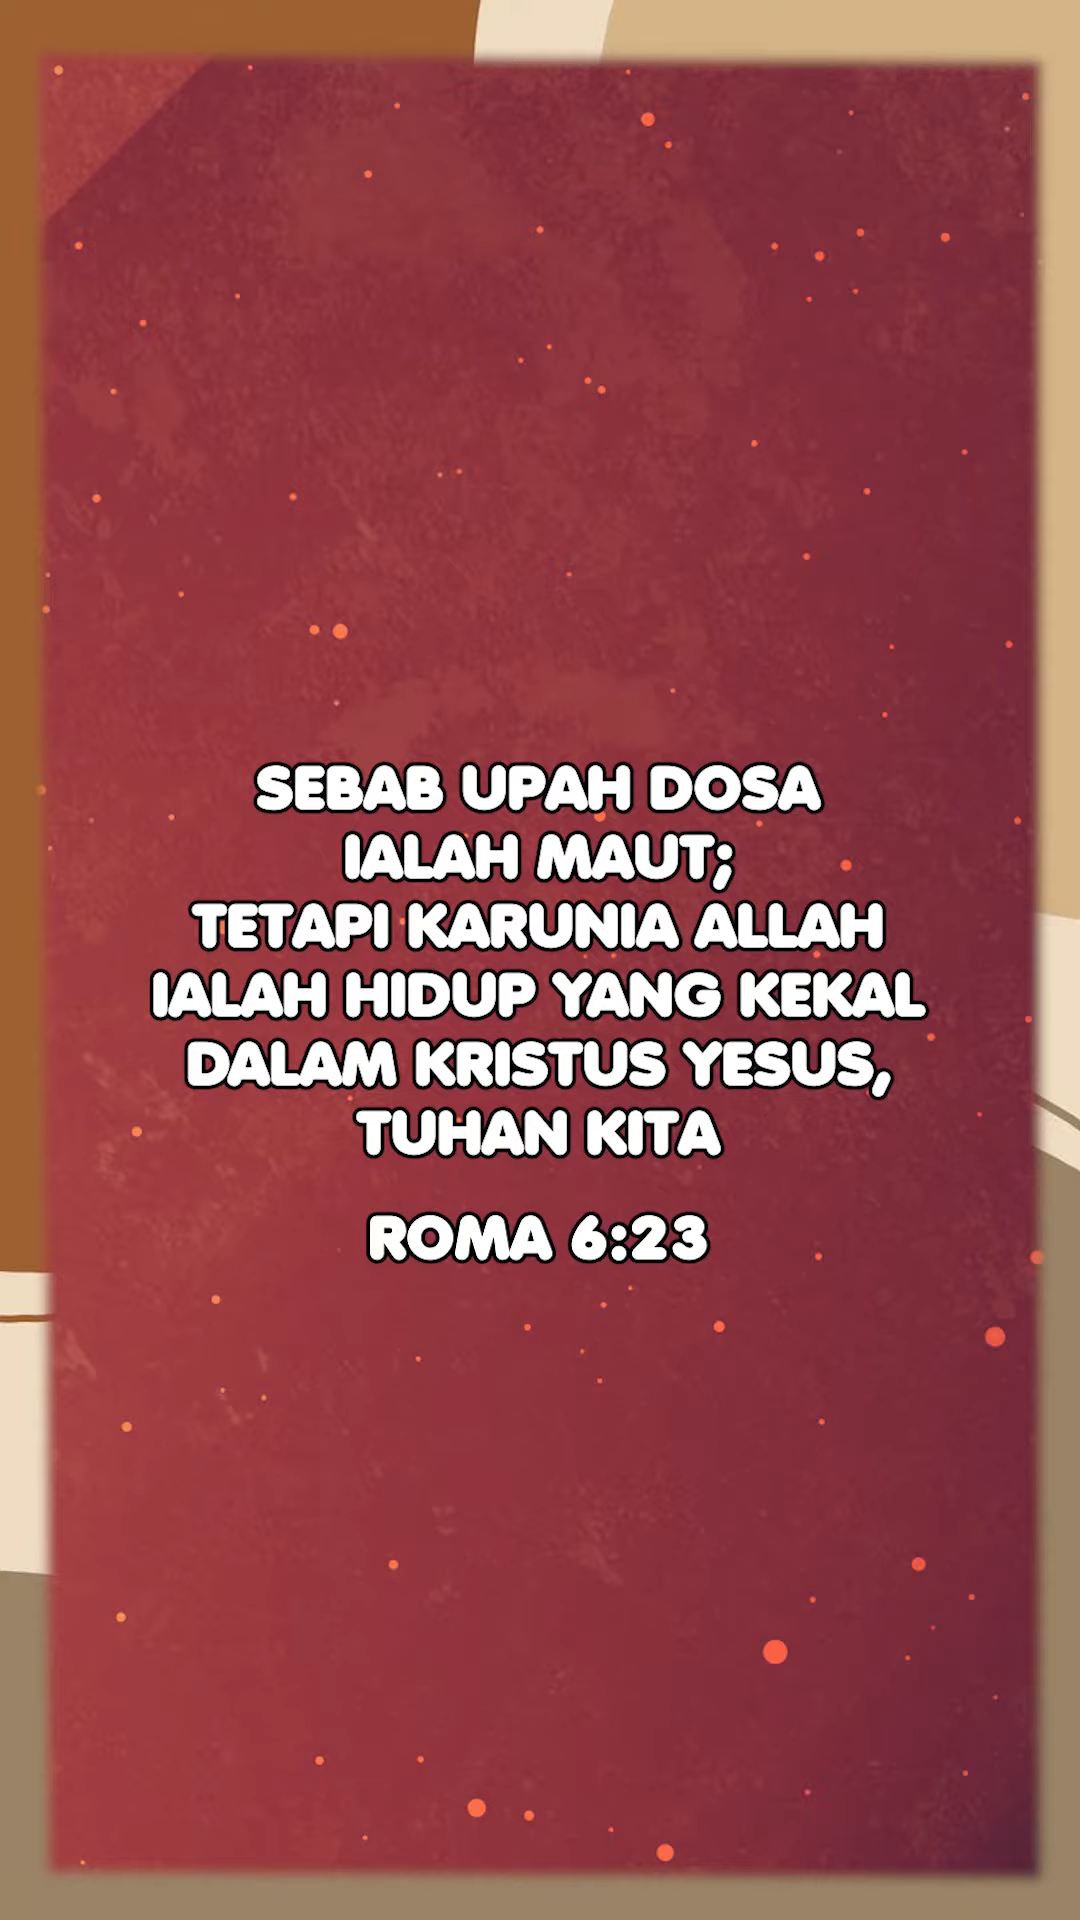 SEBAB UPAH DOSA
IALAH MAUT;
TETAPI KARUNIA ALLAH
IALAH HIDUP YANG KEKAL
DALAM KRISTUS YESUS,
TUHAN KITA
ROMA 6:23